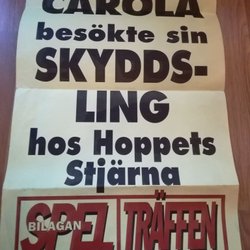 CAROLA
besökte sin
SKYDDS-
LING
hos Hoppets
Stjärna
BILAGAN
SPEL TRÄFFEN